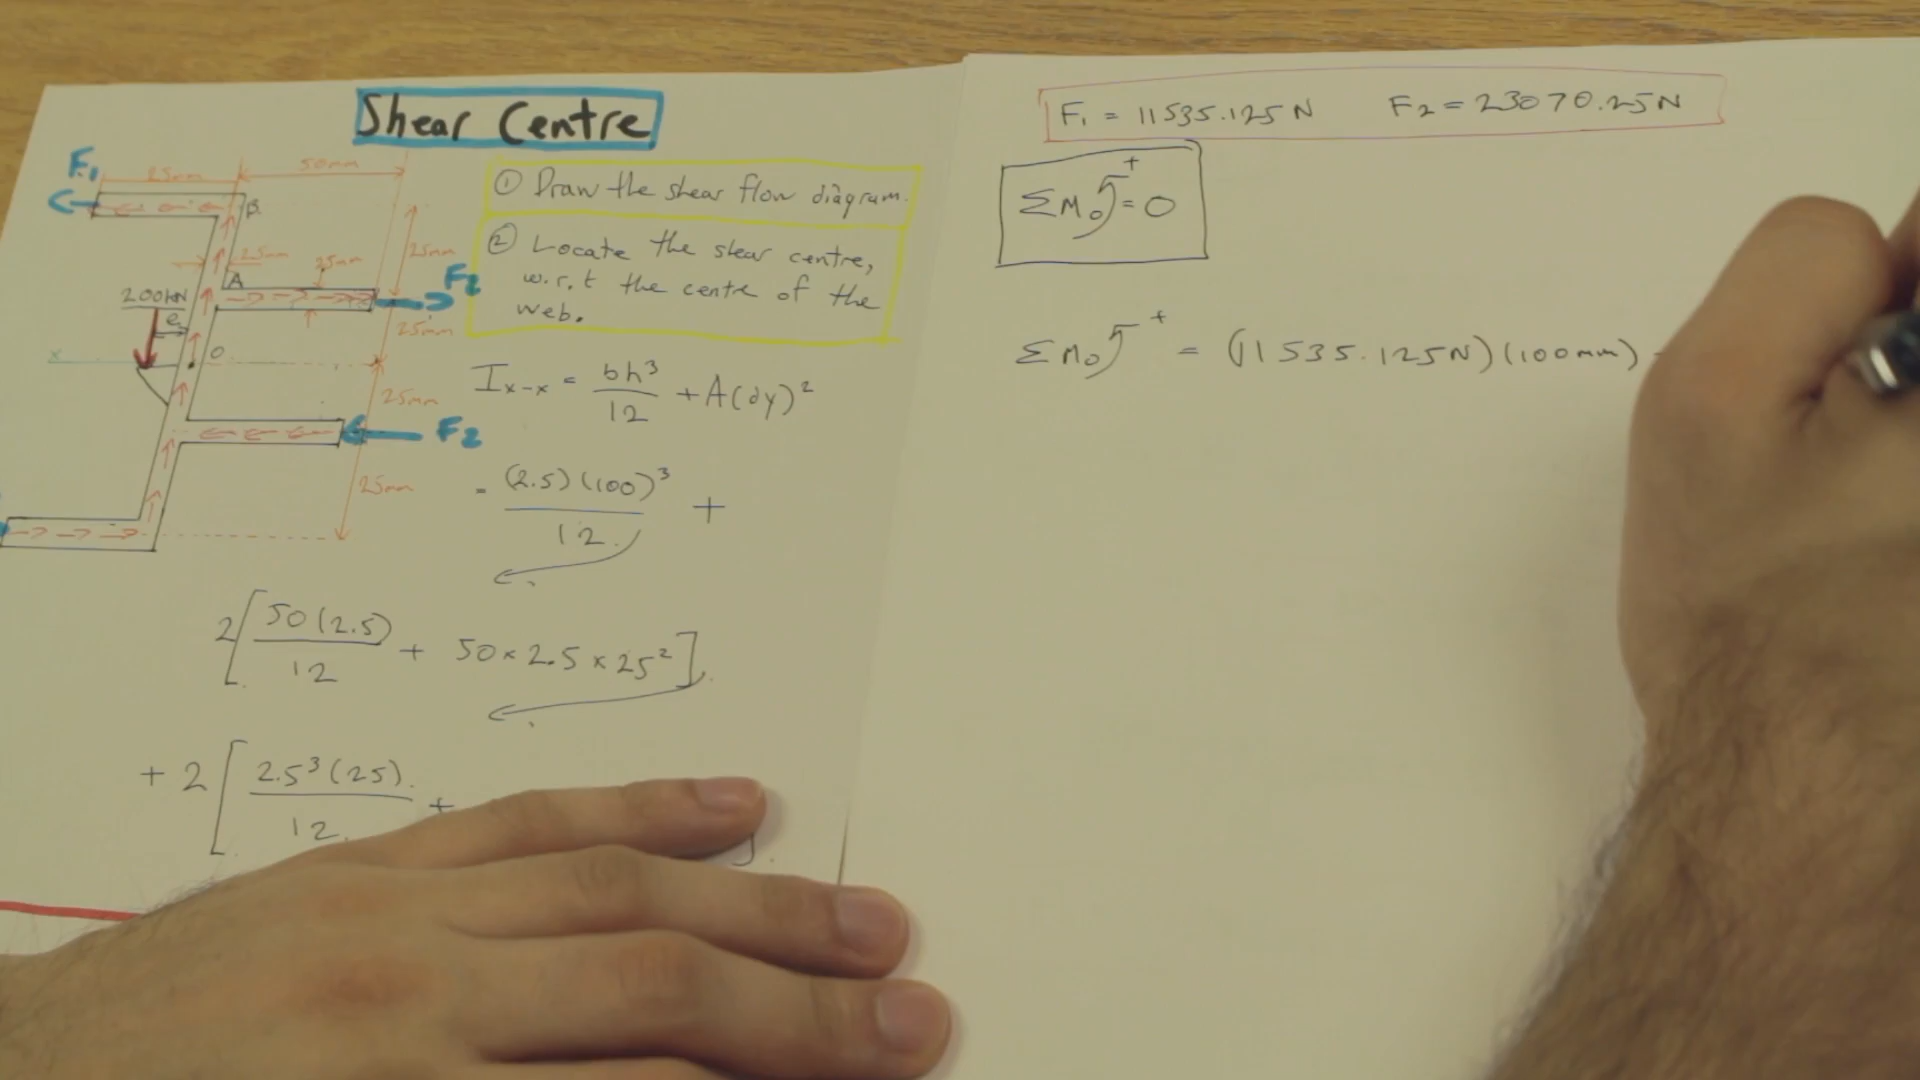 Shear Centre
F1
25mm
50mm
B
① Draw the shear flow diagram.
② Locate the shear centre,
w.r.t the centre of the
web.
25mm
25mm
A
F2
200kN
e
25mm
x
O
25mm
F2
25mm
Ix-x = bh³/12 + A(dy)²
= (2.5)(100)³/12 +
2[50(2.5)/12 + 50×2.5×25²]
+ 2[2.5³(25)/12 +
F1 = 11535.125N F2 = 23070.25N
ΣMo+ = 0
ΣMo+ = (11535.125N)(100mm) -